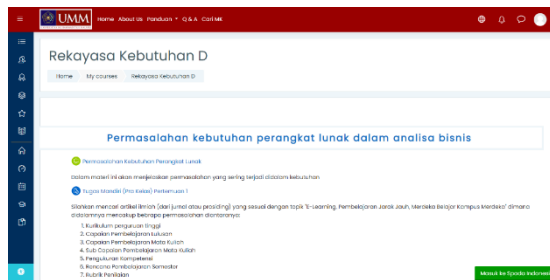 UMM Home About Us Panduan Q & A Cari MK
Rekayasa Kebutuhan D
Home My courses Rekayasa Kebutuhan D
Permasalahan kebutuhan perangkat lunak dalam analisa bisnis
Permasalahan Kebutuhan Perangkat Lunak
Dalam materi ini akan menjelaskan permasalahan yang sering terjadi didalam kebutuhan
Tugas Mandiri (Pra Kelas) Pertemuan 1
Silahkan mencari artikel ilmiah (dari jurnal atau prosiding) yang sesuai dengan topik "E-Learning, Pembelajaran Jarak Jauh, Merdeka Belajar Kampus Merdeka" dimana
didalamnya mencakup beberapa permasalahan diantaranya:
1. Kurikulum perguruan tinggi
2. Capaian Pembelajaran Lulusan
3. Capaian Pembelajaran Mata Kuliah
4. Sub Capaian Pembelajaran Mata Kuliah
5. Pengukuran Kompetensi
6. Rencana Pembelajaran Semester
7. Rubrik Penilaian
Masuk ke Spada Indonesia